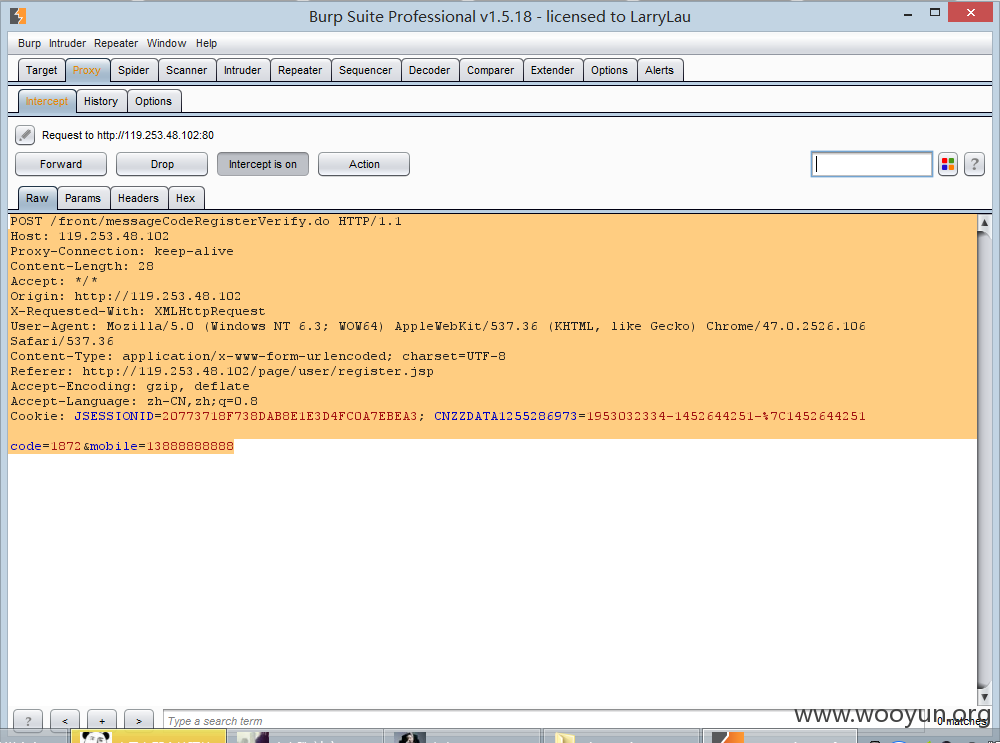 Burp Suite Professional v1.5.18 - licensed to LarryLau
Burp Intruder Repeater Window Help
Target Proxy Spider Scanner Intruder Repeater Sequencer Decoder Comparer Extender Options Alerts
Intercept History Options
Request to http://119.253.48.102:80
Forward Drop Intercept is on Action ?
Raw Params Headers Hex
POST /front/messageCodeRegisterVerify.do HTTP/1.1
Host: 119.253.48.102
Proxy-Connection: keep-alive
Content-Length: 28
Accept: */*
Origin: http://119.253.48.102
X-Requested-With: XMLHttpRequest
User-Agent: Mozilla/5.0 (Windows NT 6.3; WOW64) AppleWebKit/537.36 (KHTML, like Gecko) Chrome/47.0.2526.106
Safari/537.36
Content-Type: application/x-www-form-urlencoded; charset=UTF-8
Referer: http://119.253.48.102/page/user/register.jsp
Accept-Encoding: gzip, deflate
Accept-Language: zh-CN,zh;q=0.8
Cookie: JSESSIONID=20773718F738DAB8E1E3D4FC0A7EBEA3; CNZZDATA1255286973=1953032334-1452644251-%7C1452644251
code=1872&mobile=13888888888
? < + > Type a search term 0 matches
www.wooyun.org